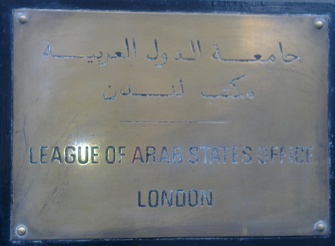 جامعة الدول العربية
مكتب لندن
LEAGUE OF ARAB STATES OFFICE
LONDON